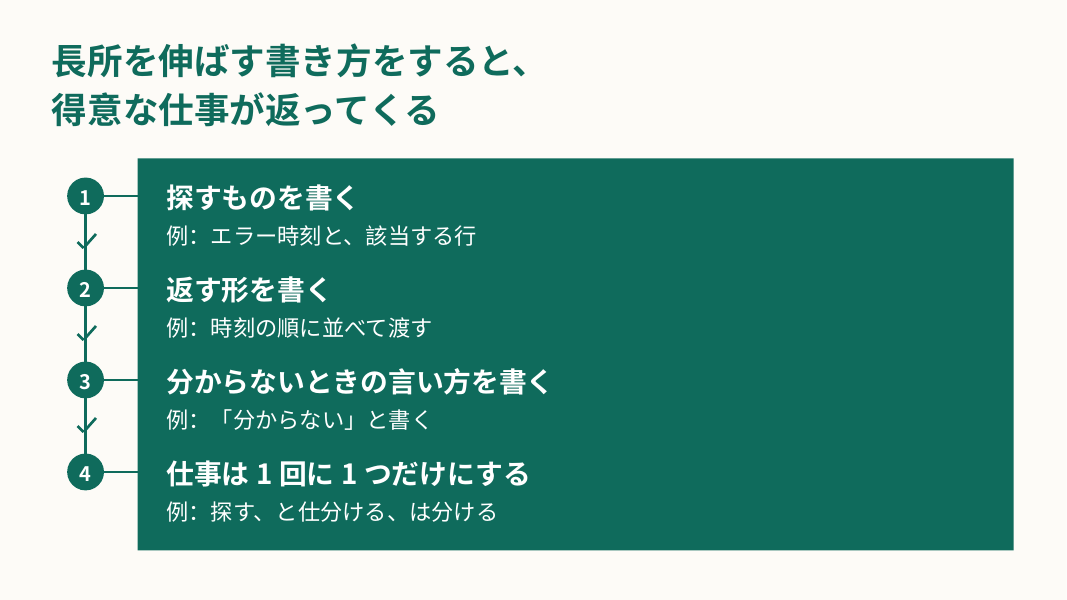 長所を伸ばす書き方をすると、
得意な仕事が返ってくる
1
探すものを書く
例：エラー時刻と、該当する行
2
返す形を書く
例：時刻の順に並べて渡す
3
分からないときの言い方を書く
例：「分からない」と書く
4
仕事は 1 回に 1 つだけにする
例：探す、と仕分ける、は分ける